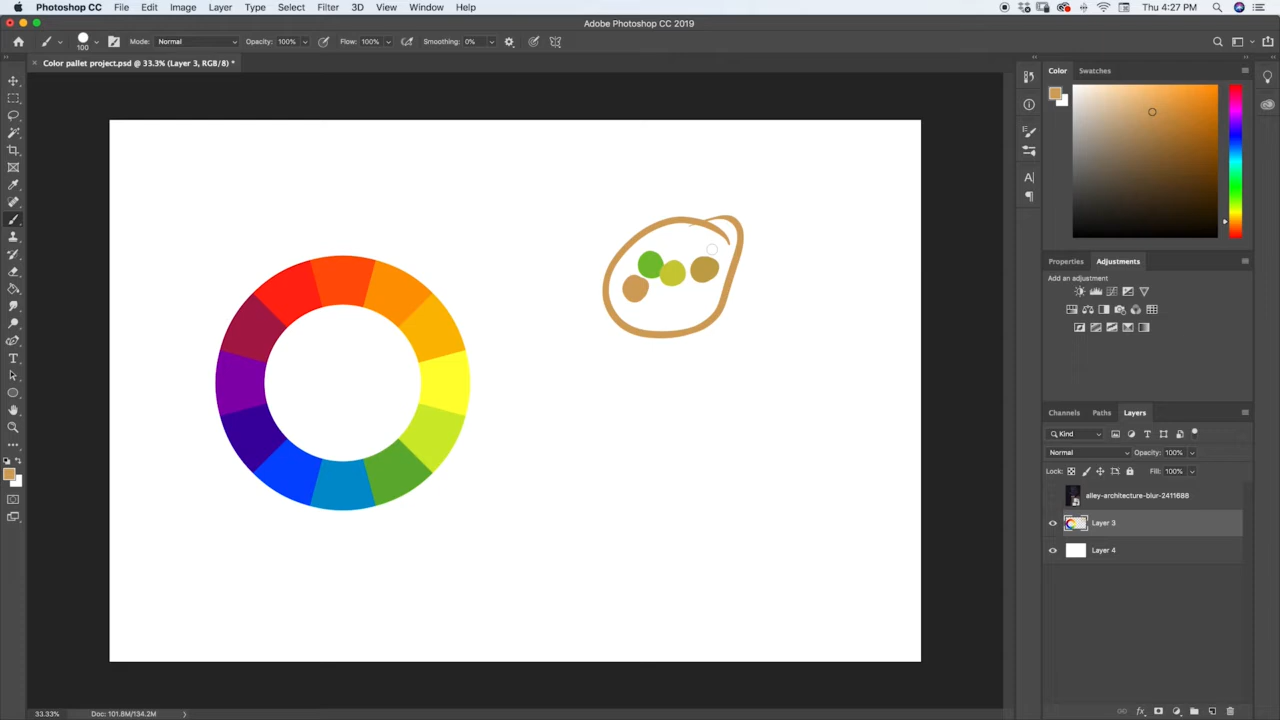 Photoshop CC File Edit Image Layer Type Select Filter 3D View Window Help Thu 4:27 PM
Adobe Photoshop CC 2019
100 Mode: Normal Opacity: 100% Flow: 100% Smoothing: 0%
Color pallet project.psd @ 33.3% (Layer 3, RGB/8) *
Color Swatches
Properties Adjustments
Add an adjustment
Channels Paths Layers
Kind
Normal Opacity: 100%
Lock: Fill: 100%
alley-architecture-blur-2411688
Layer 3
Layer 4
33.33% Doc: 101.8M/134.2M